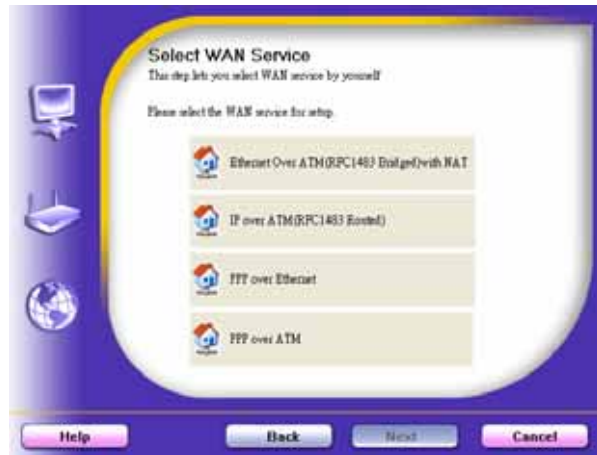 Select WAN Service
This step lets you select WAN service by yourself
Please select the WAN service for setup.
Ethernet Over ATM(RFC1483 Bridged)with NAT
IP over ATM(RFC1483 Routed)
PPP over Ethernet
PPP over ATM
Help
Back
Next
Cancel